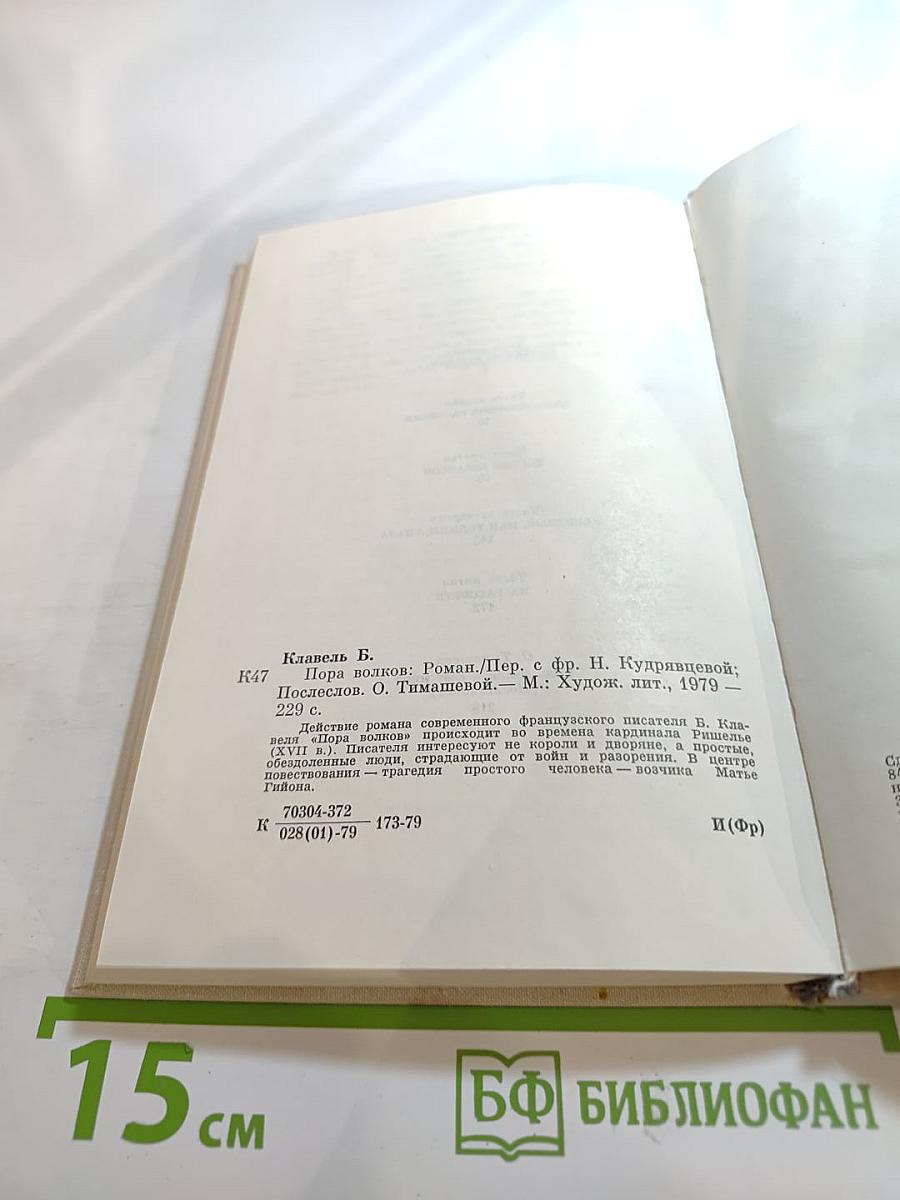 Клавель Б.
К47 Пора волков: Роман./Пер. с фр. Н. Кудрявцевой;
Послеслов. О. Тимашевой.— М.: Худож. лит., 1979 —
229 с.
Действие романа современного французского писателя Б. Кла-
веля «Пора волков» происходит во времена кардинала Ришелье
(XVII в.). Писателя интересуют не короли и дворяне, а простые,
обездоленные люди, страдающие от войн и разорения. В центре
повествования — трагедия простого человека — возчика Матье
Гийона.
К 70304-372 173-79 И(Фр)
028(01)-79
15 см
БФ БИБЛИОФАН